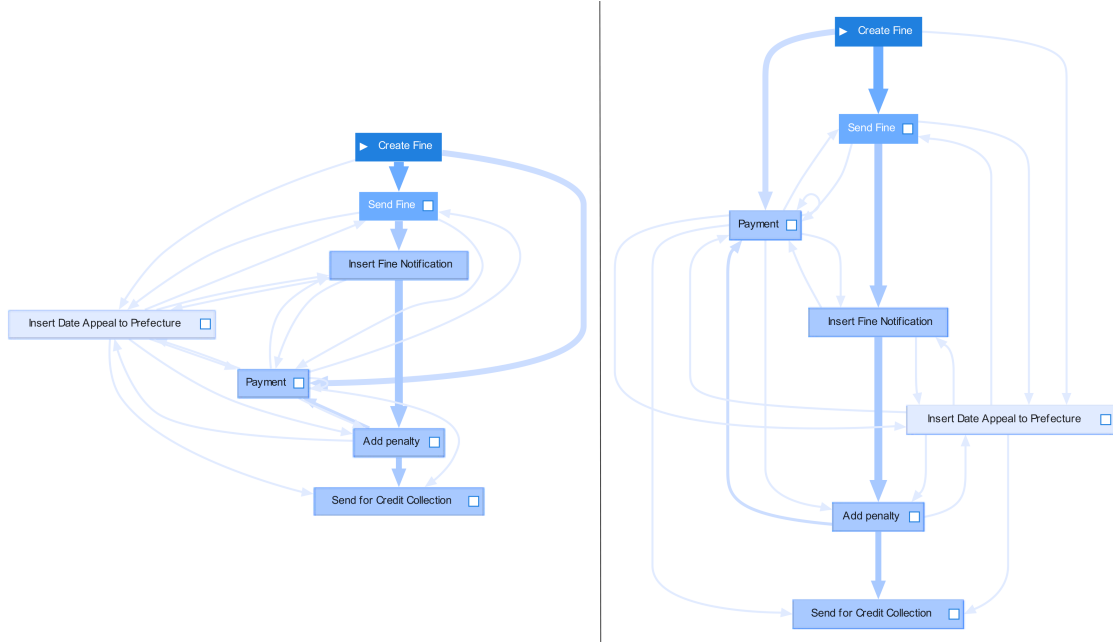 Create Fine
Send Fine
Insert Fine Notification
Insert Date Appeal to Prefecture
Payment
Add penalty
Send for Credit Collection
Create Fine
Send Fine
Payment
Insert Fine Notification
Insert Date Appeal to Prefecture
Add penalty
Send for Credit Collection